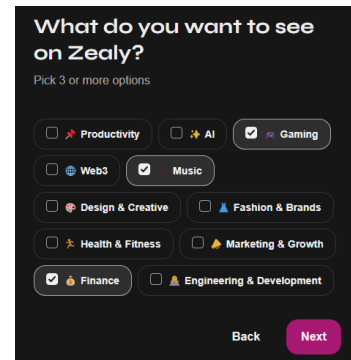 What do you want to see
on Zealy?
Pick 3 or more options
Productivity AI Gaming
Web3 Music
Design & Creative Fashion & Brands
Health & Fitness Marketing & Growth
Finance Engineering & Development
Back Next